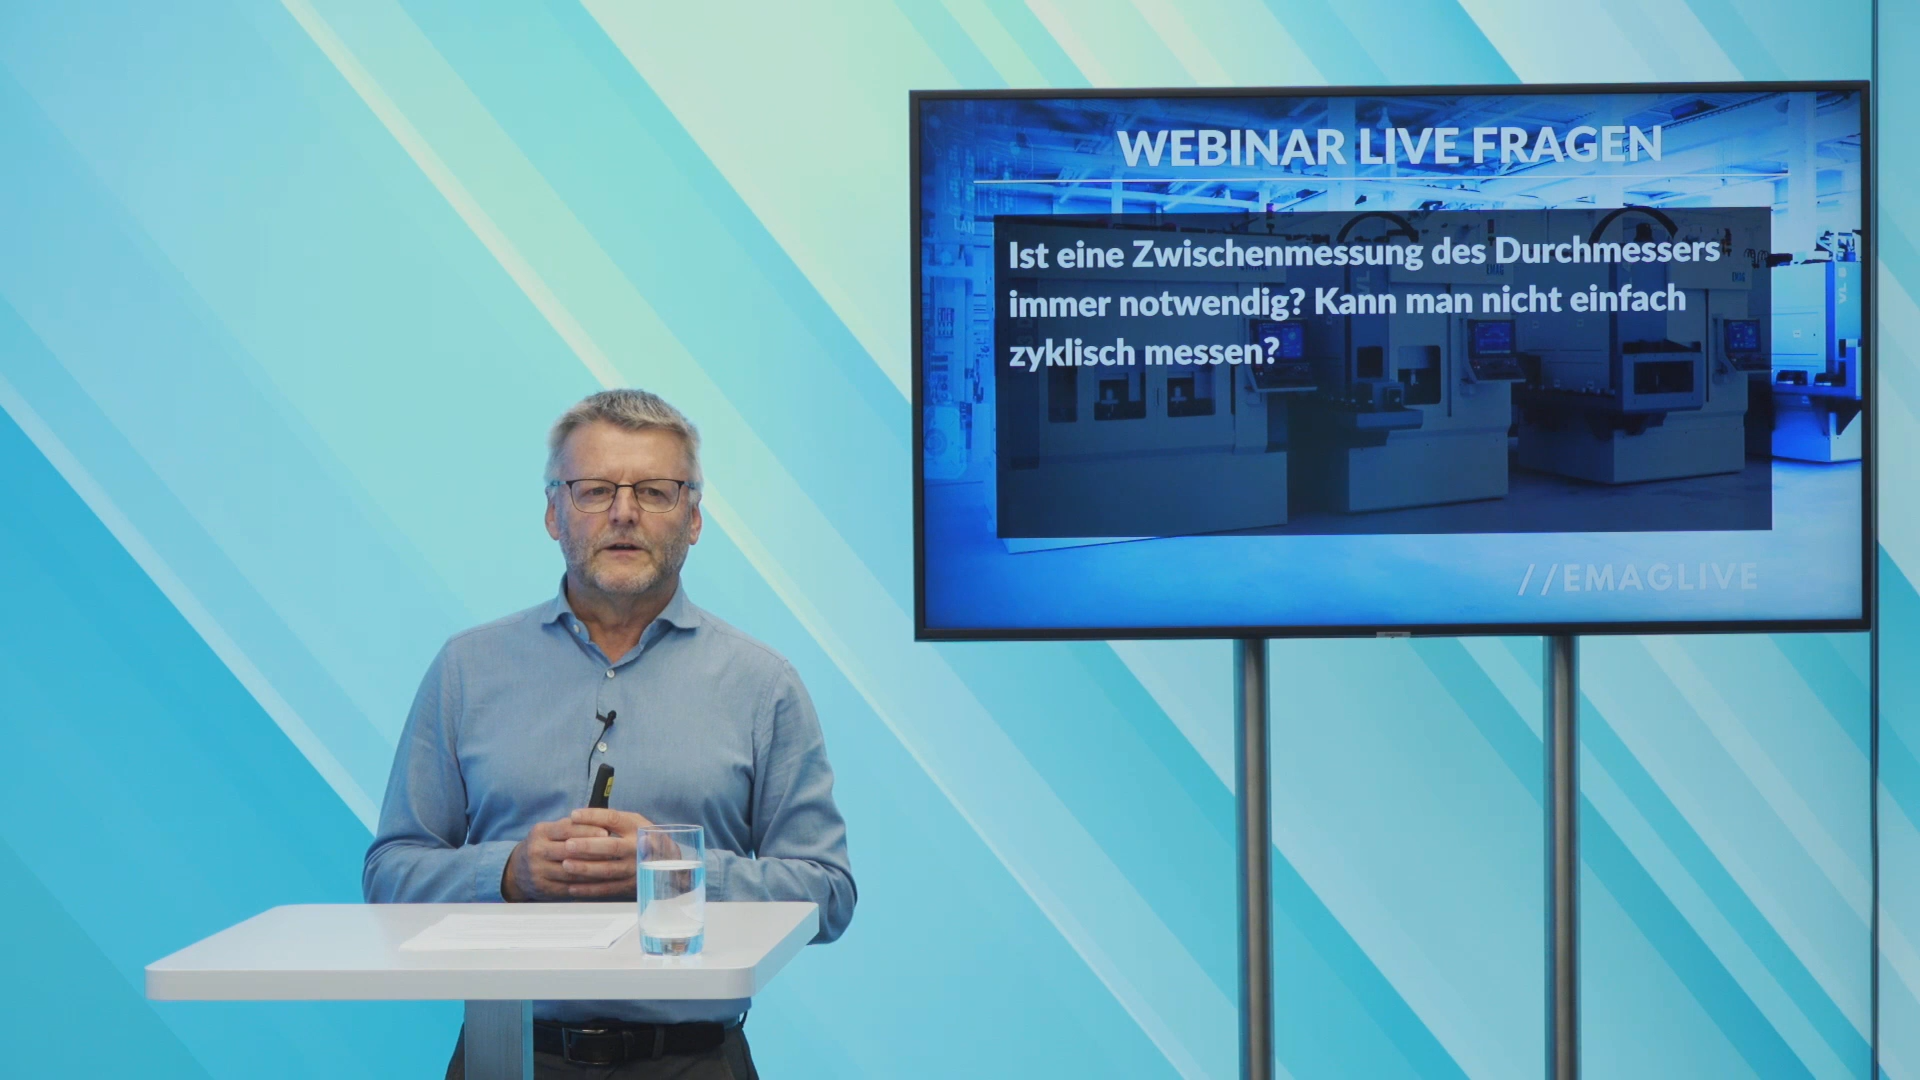 WEBINAR LIVE FRAGEN
Ist eine Zwischenmessung des Durchmessers
immer notwendig? Kann man nicht einfach
zyklisch messen?
//EMAGLIVE